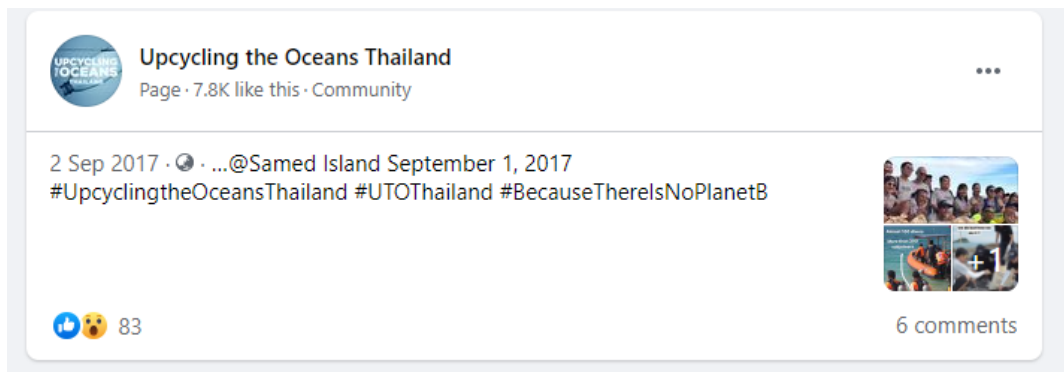 UPCYCLING
THE OCEANS
THAILAND
Upcycling the Oceans Thailand
Page · 7.8K like this · Community
2 Sep 2017 · · ...@Samed Island September 1, 2017
#UpcyclingtheOceansThailand #UTOThailand #BecauseThereIsNoPlanetB
+1
83
6 comments